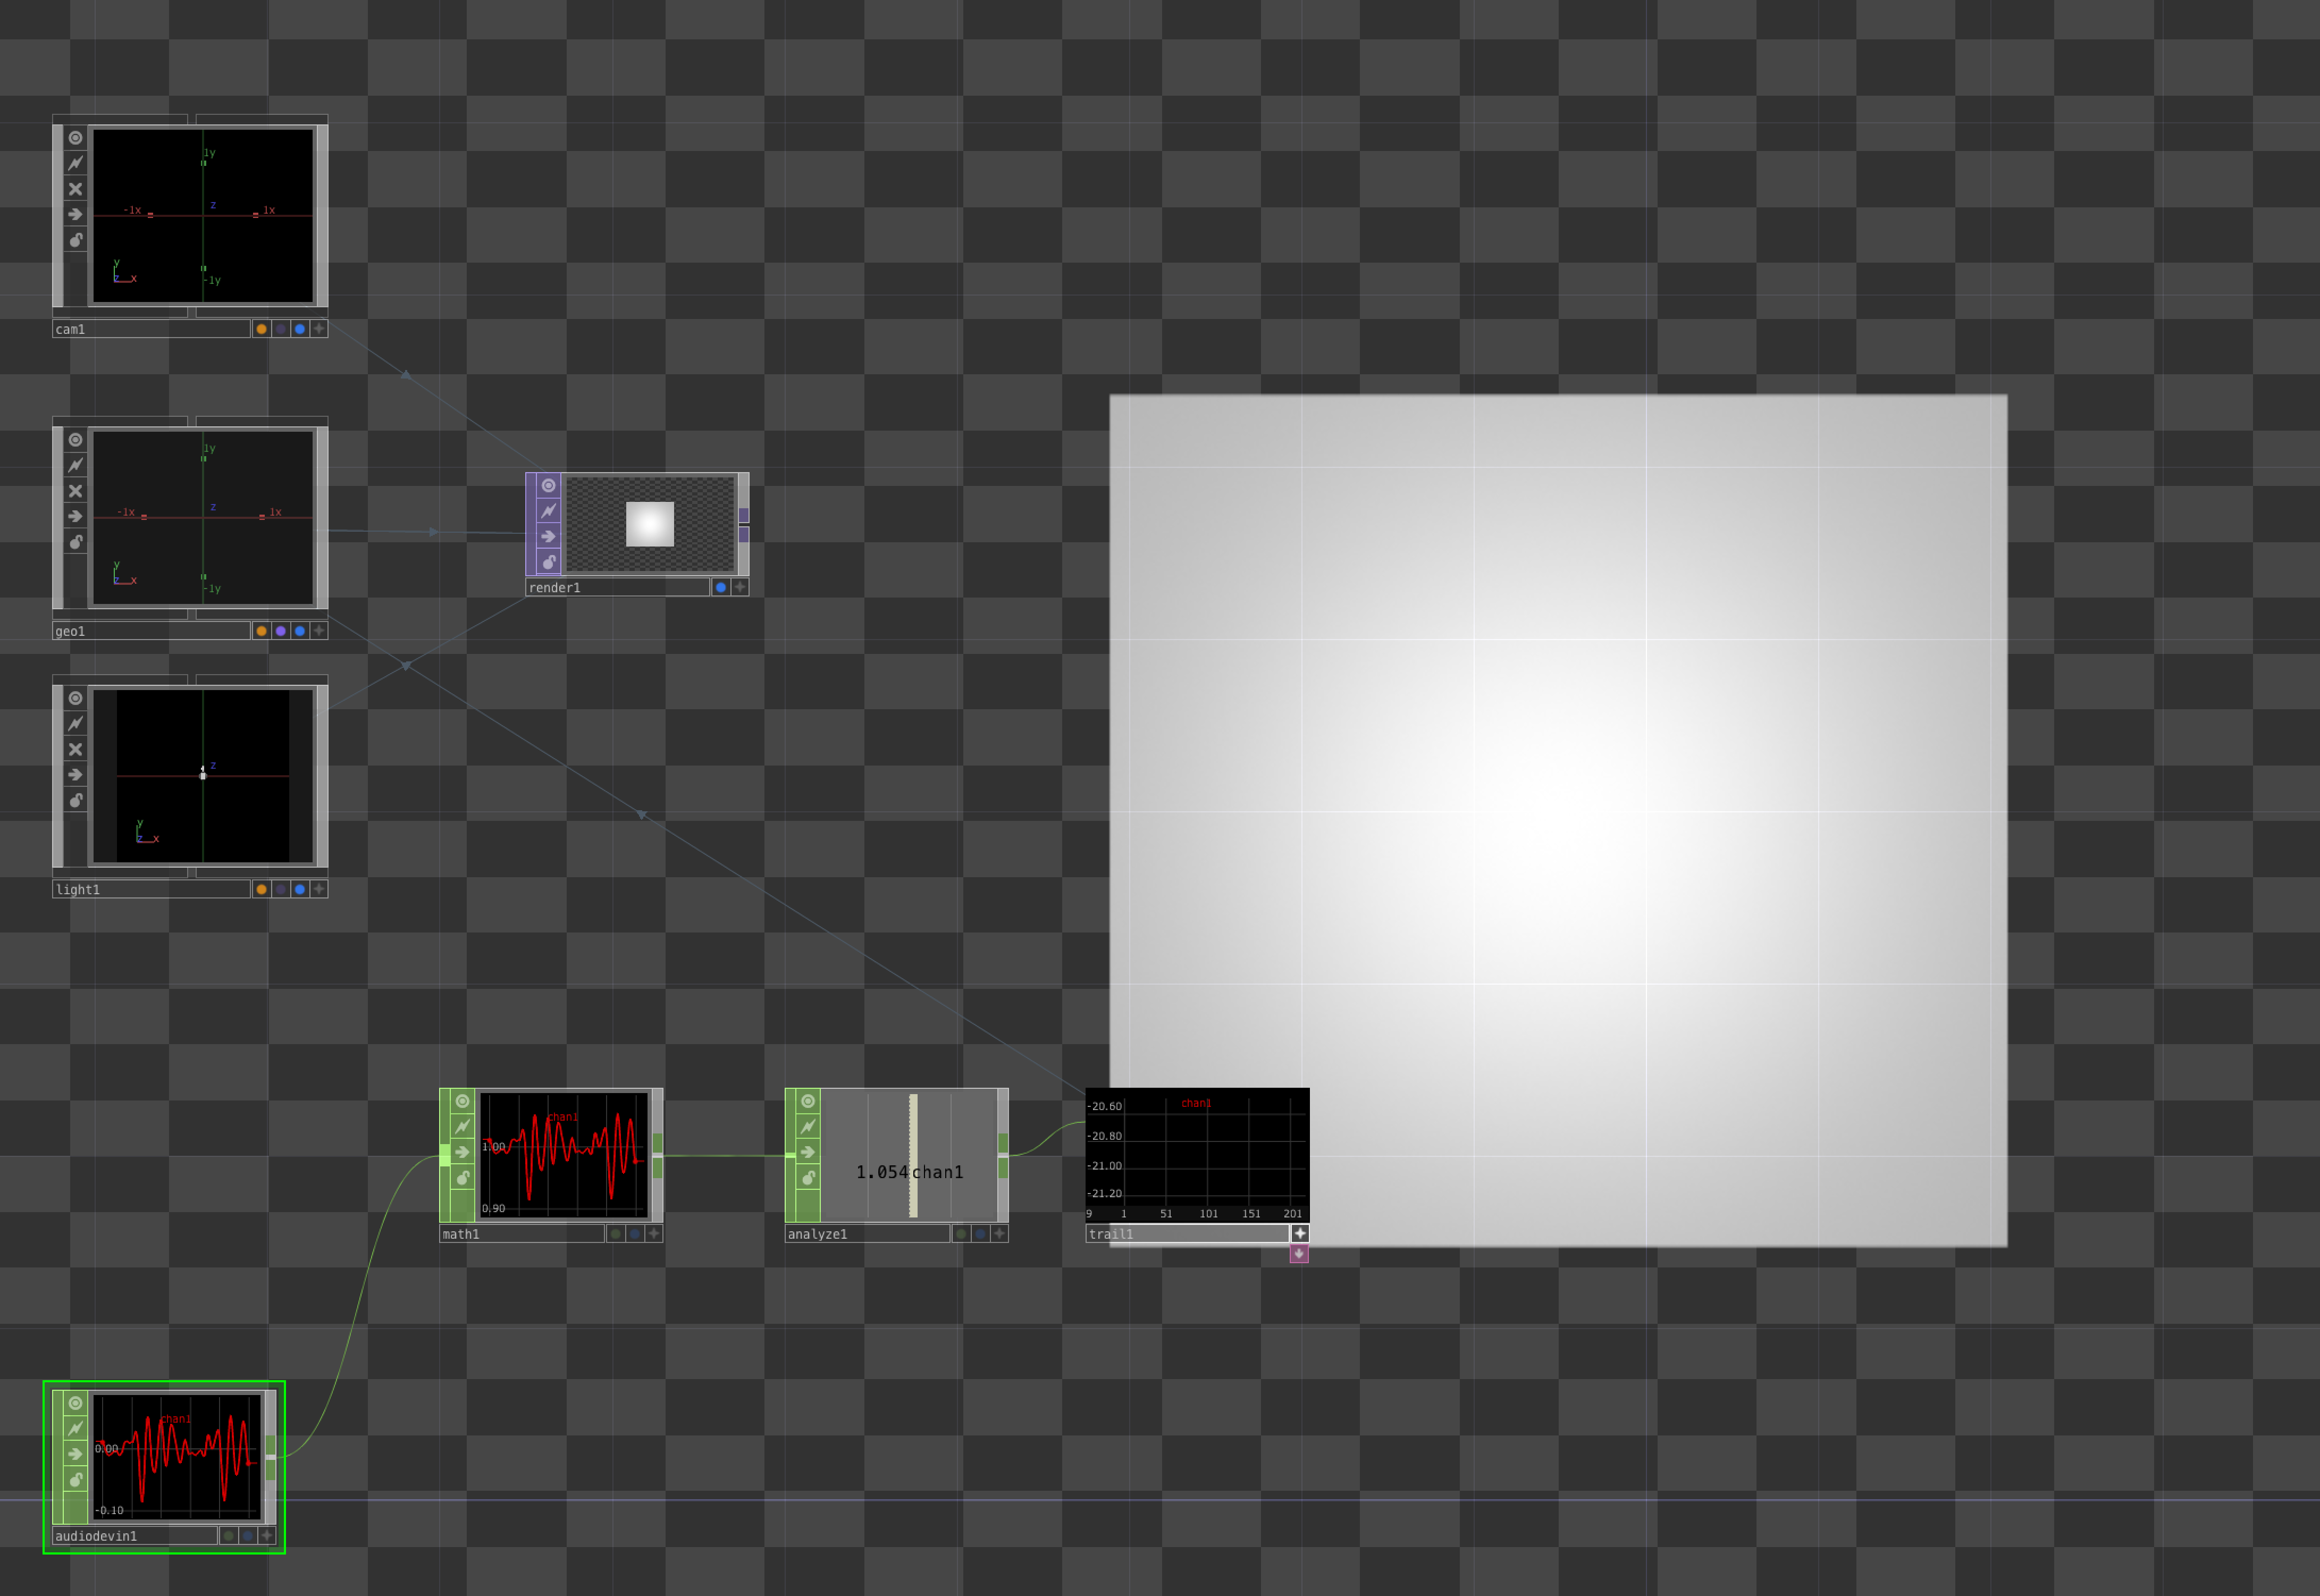 1y
-1x z 1x
y
-1y
z x
cam1
1y
-1x z 1x
y
-1y
z x
geo1
render1
z
y
z x
light1
chan1
1.00
0.90
math1
1.054 chan1
analyze1
chan1
-20.60
-20.80
-21.00
-21.20
9 1 51 101 151 201
trail1
chan1
0.00
-0.10
audiodevin1